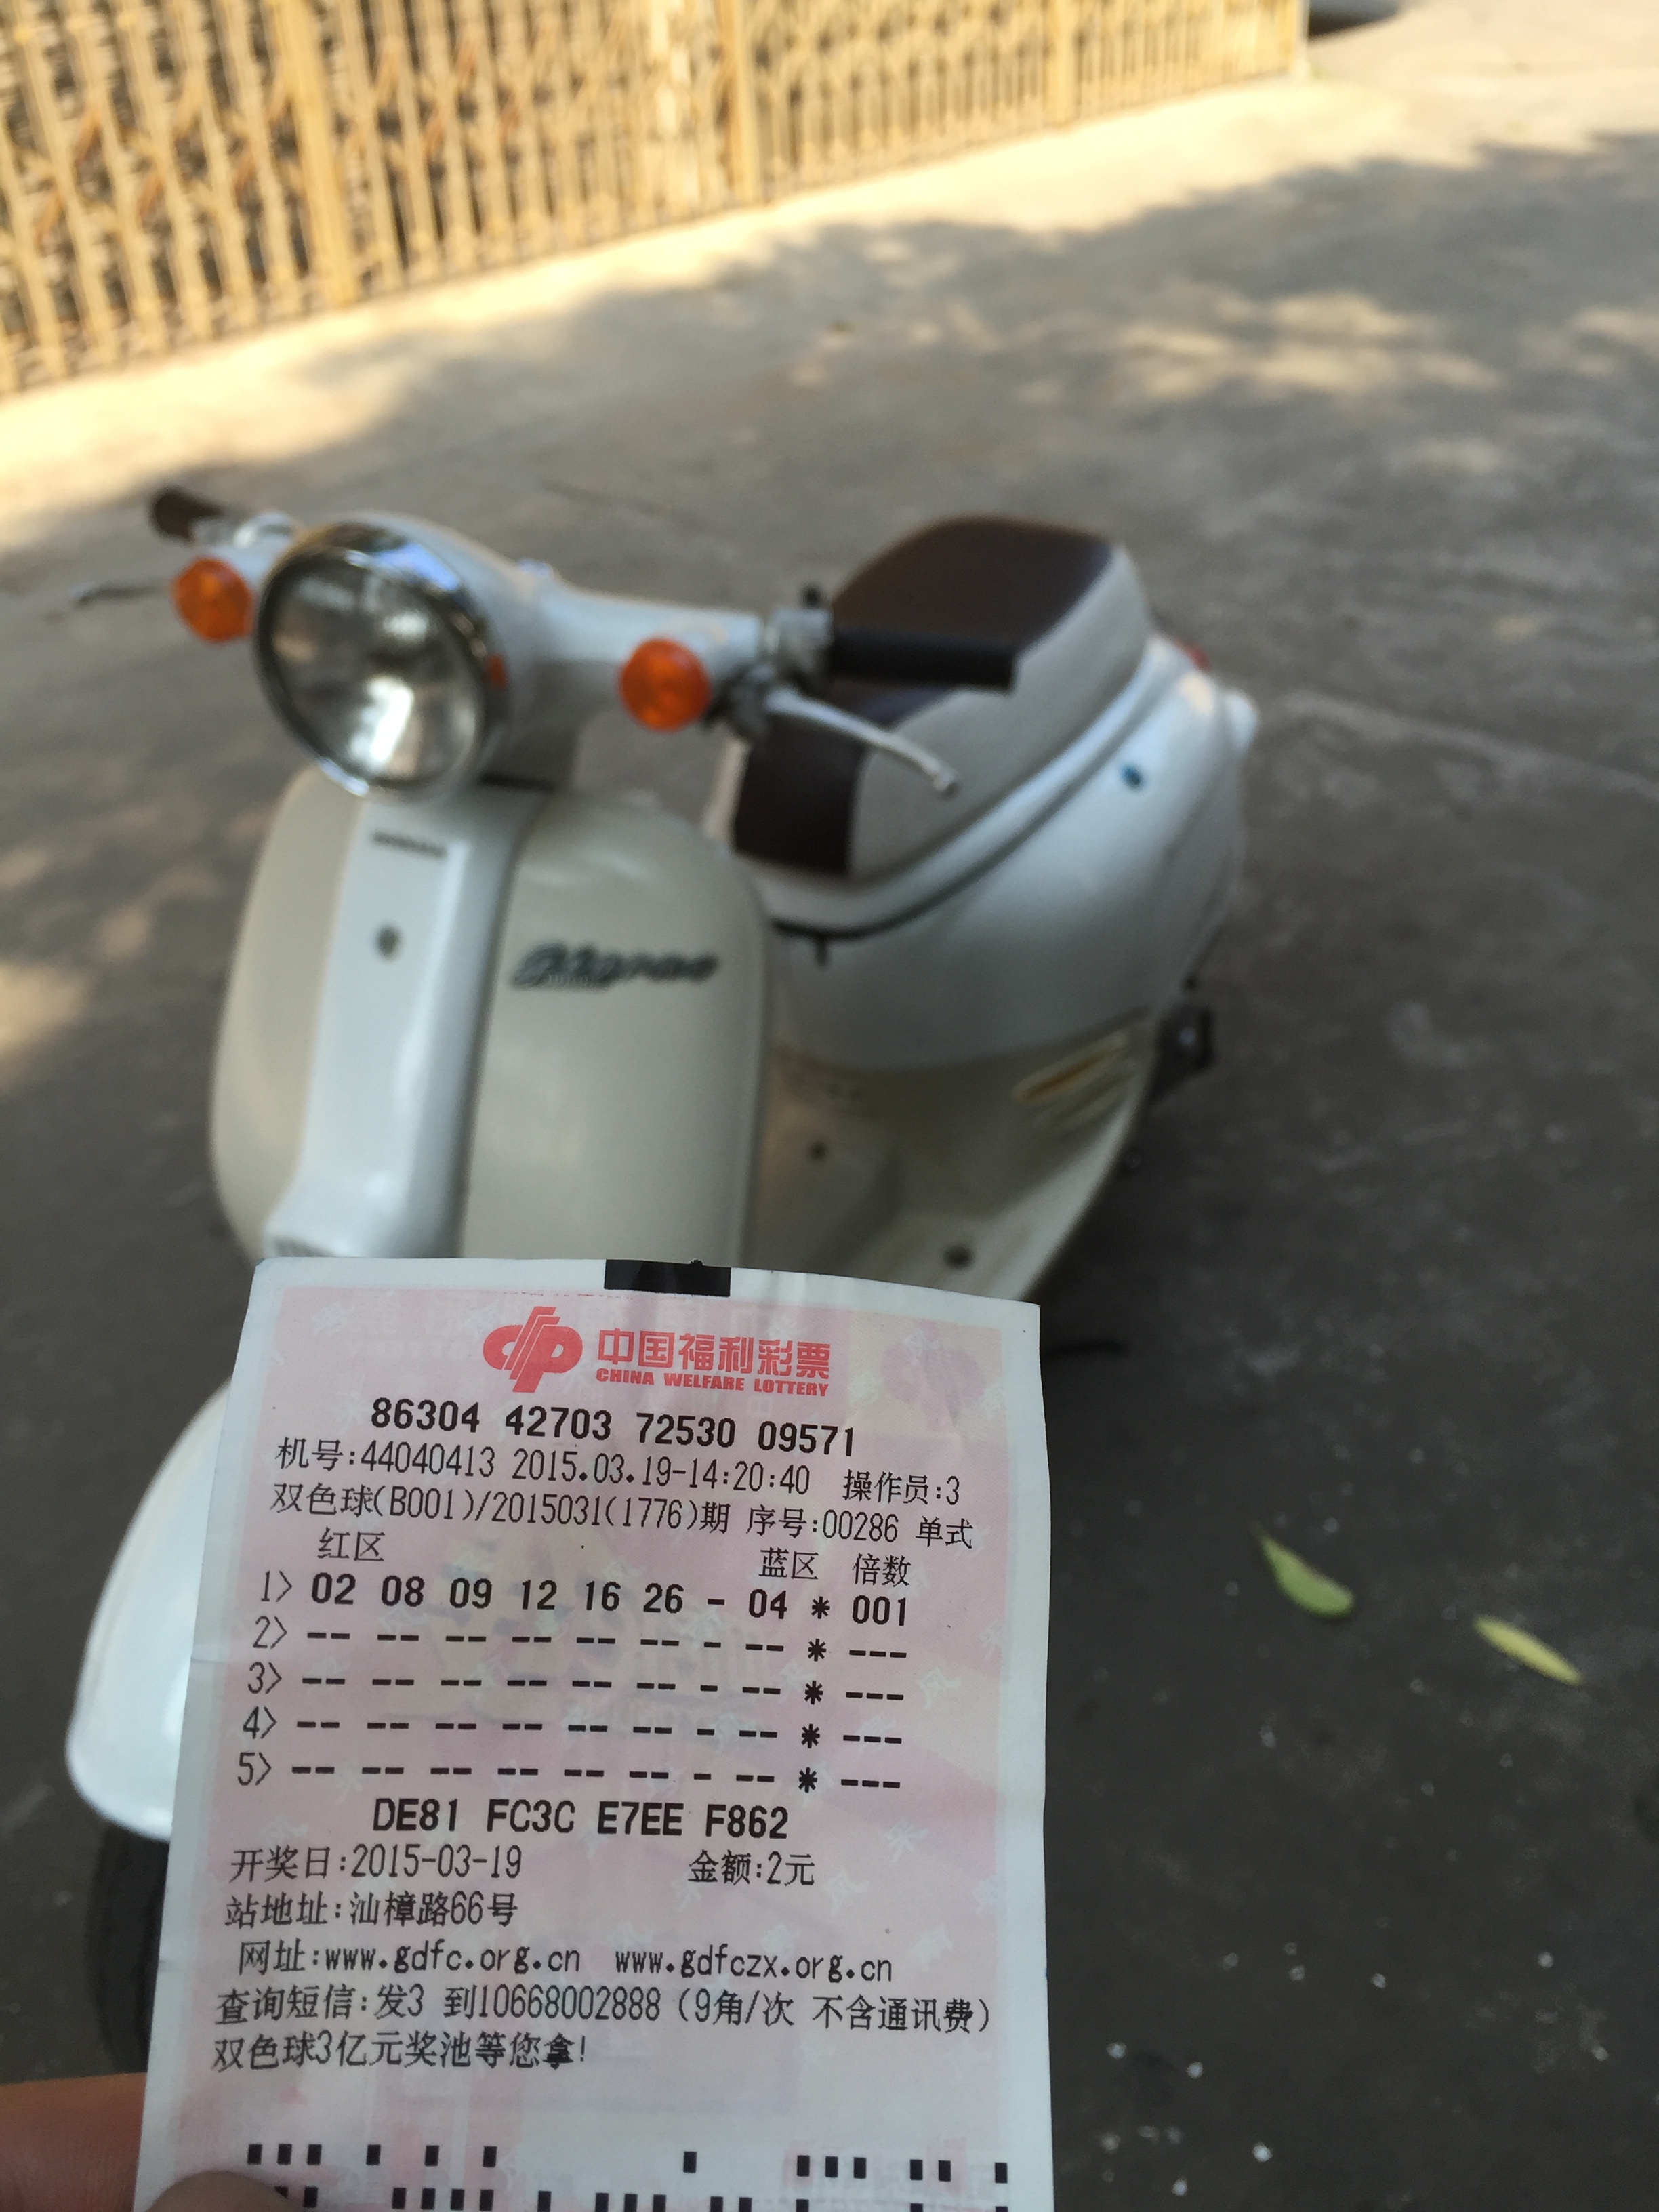 中国福利彩票
CHINA WELFARE LOTTERY
86304 42703 72530 09571
机号:44040413 2015.03.19-14:20:40 操作员:3
双色球(B001)/2015031(1776)期 序号:00286 单式
红区 蓝区 倍数
1> 02 08 09 12 16 26 - 04 * 001
2> -- -- -- -- -- -- - -- * ---
3> -- -- -- -- -- -- - -- * ---
4> -- -- -- -- -- -- - -- * ---
5> -- -- -- -- -- -- - -- * ---
DE81 FC3C E7EE F862
开奖日:2015-03-19 金额:2元
站地址:汕樟路66号
网址:www.gdfc.org.cn www.gdfczx.org.cn
查询短信:发3 到10668002888 (9角/次 不含通讯费)
双色球3亿元奖池等您拿!